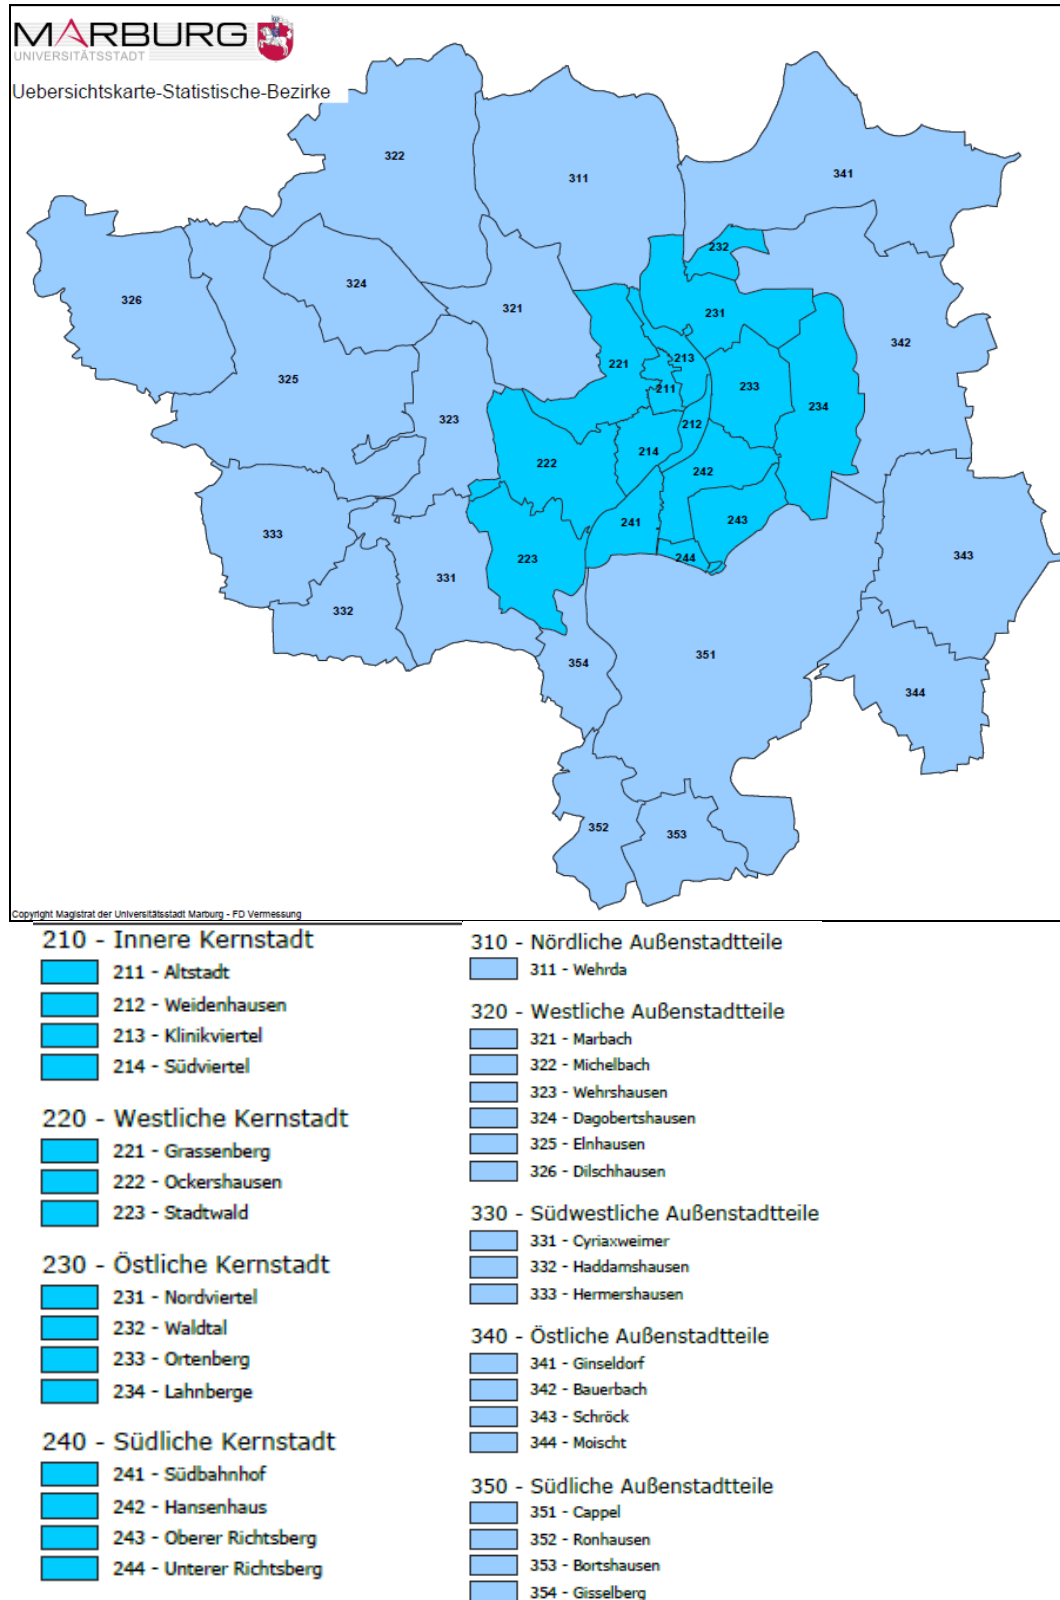 MARBURG
UNIVERSITÄTSSTADT
Uebersichtskarte-Statistische-Bezirke
322
311
341
232
326
324
321
231
342
325
221
213
211
233
234
323
212
214
222
242
241
243
333
223
244
343
331
332
354
351
344
352
353
Copyright Magistrat der Universitätsstadt Marburg - FD Vermessung
210 - Innere Kernstadt
211 - Altstadt
212 - Weidenhausen
213 - Klinikviertel
214 - Südviertel
220 - Westliche Kernstadt
221 - Grassenberg
222 - Ockershausen
223 - Stadtwald
230 - Östliche Kernstadt
231 - Nordviertel
232 - Waldtal
233 - Ortenberg
234 - Lahnberge
240 - Südliche Kernstadt
241 - Südbahnhof
242 - Hansenhaus
243 - Oberer Richtsberg
244 - Unterer Richtsberg
310 - Nördliche Außenstadtteile
311 - Wehrda
320 - Westliche Außenstadtteile
321 - Marbach
322 - Michelbach
323 - Wehrshausen
324 - Dagobertshausen
325 - Elnhausen
326 - Dilschhausen
330 - Südwestliche Außenstadtteile
331 - Cyriaxweimer
332 - Haddamshausen
333 - Hermershausen
340 - Östliche Außenstadtteile
341 - Ginseldorf
342 - Bauerbach
343 - Schröck
344 - Moischt
350 - Südliche Außenstadtteile
351 - Cappel
352 - Ronhausen
353 - Bortshausen
354 - Gisselberg